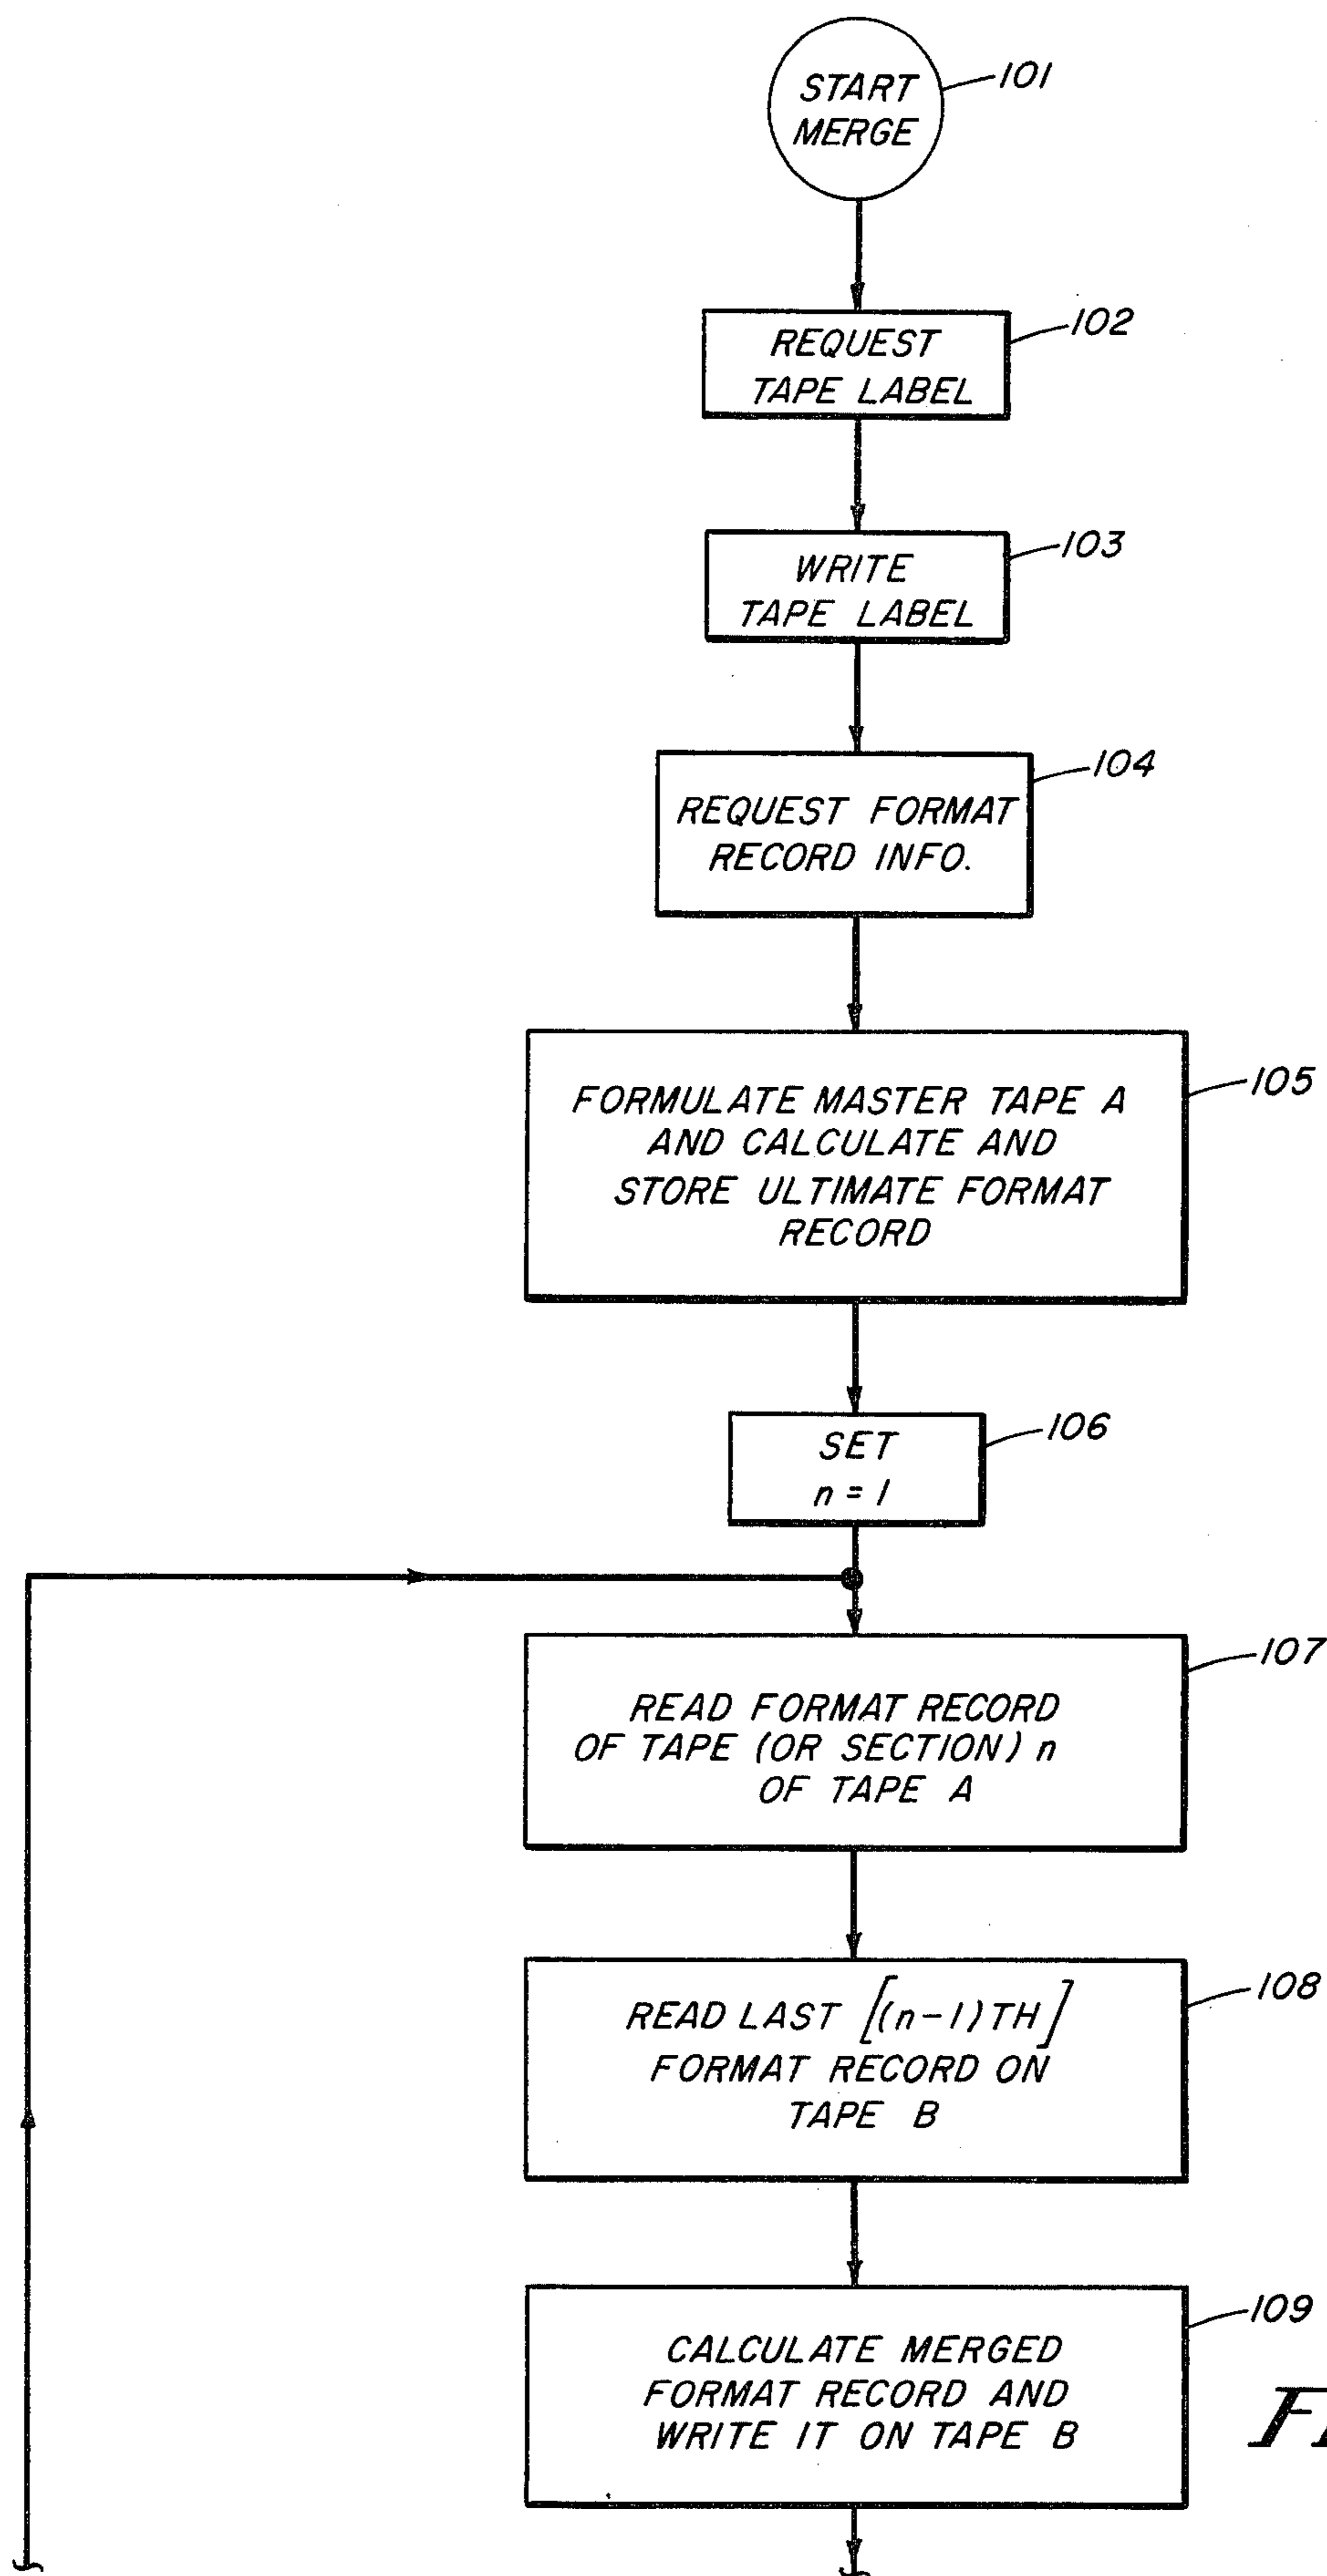 START
MERGE
101
REQUEST
TAPE LABEL
102
WRITE
TAPE LABEL
103
REQUEST FORMAT
RECORD INFO.
104
FORMULATE MASTER TAPE A
AND CALCULATE AND
STORE ULTIMATE FORMAT
RECORD
105
SET
n = 1
106
READ FORMAT RECORD
OF TAPE (OR SECTION) n
OF TAPE A
107
READ LAST [(n-1)TH]
FORMAT RECORD ON
TAPE B
108
CALCULATE MERGED
FORMAT RECORD AND
WRITE IT ON TAPE B
109